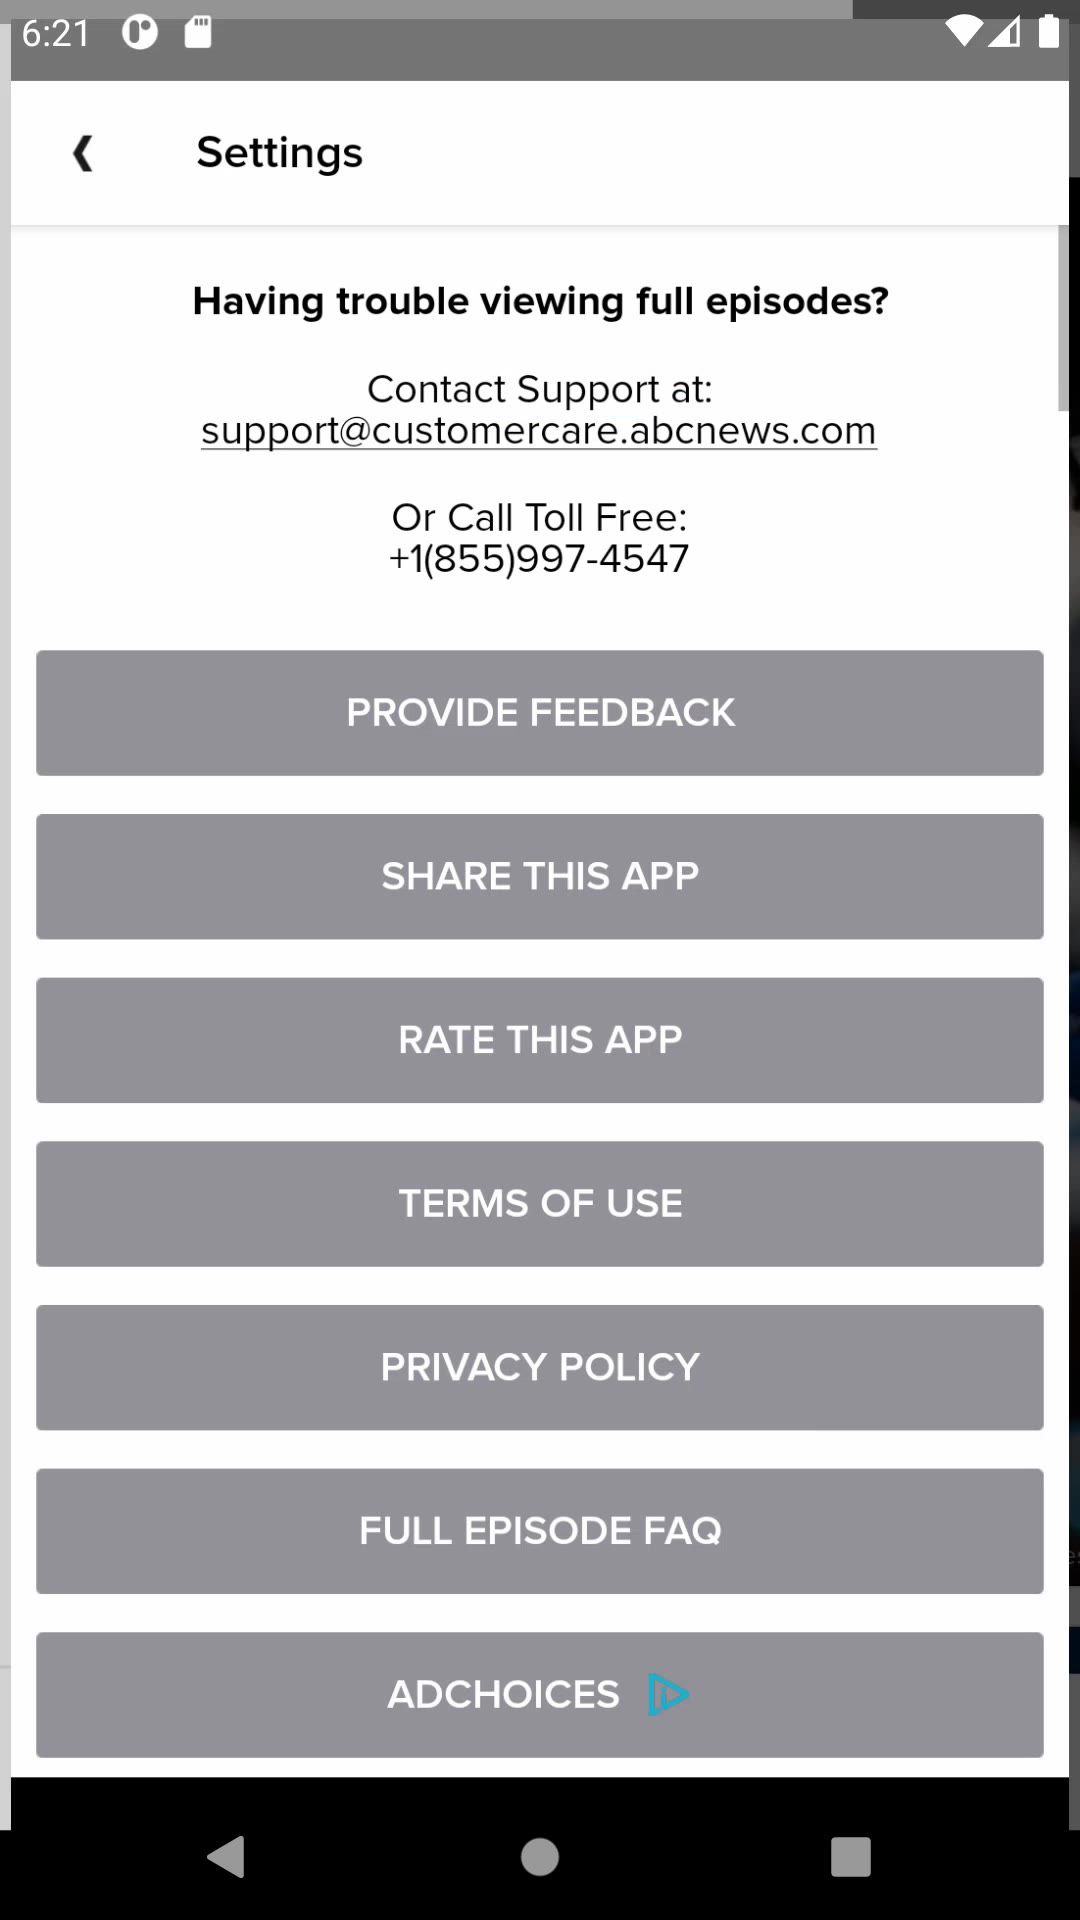 6:21
Settings
Having trouble viewing full episodes?
Contact Support at:
support@customercare.abcnews.com
Or Call Toll Free:
+1(855)997-4547
PROVIDE FEEDBACK
SHARE THIS APP
RATE THIS APP
TERMS OF USE
PRIVACY POLICY
FULL EPISODE FAQ
ADCHOICES